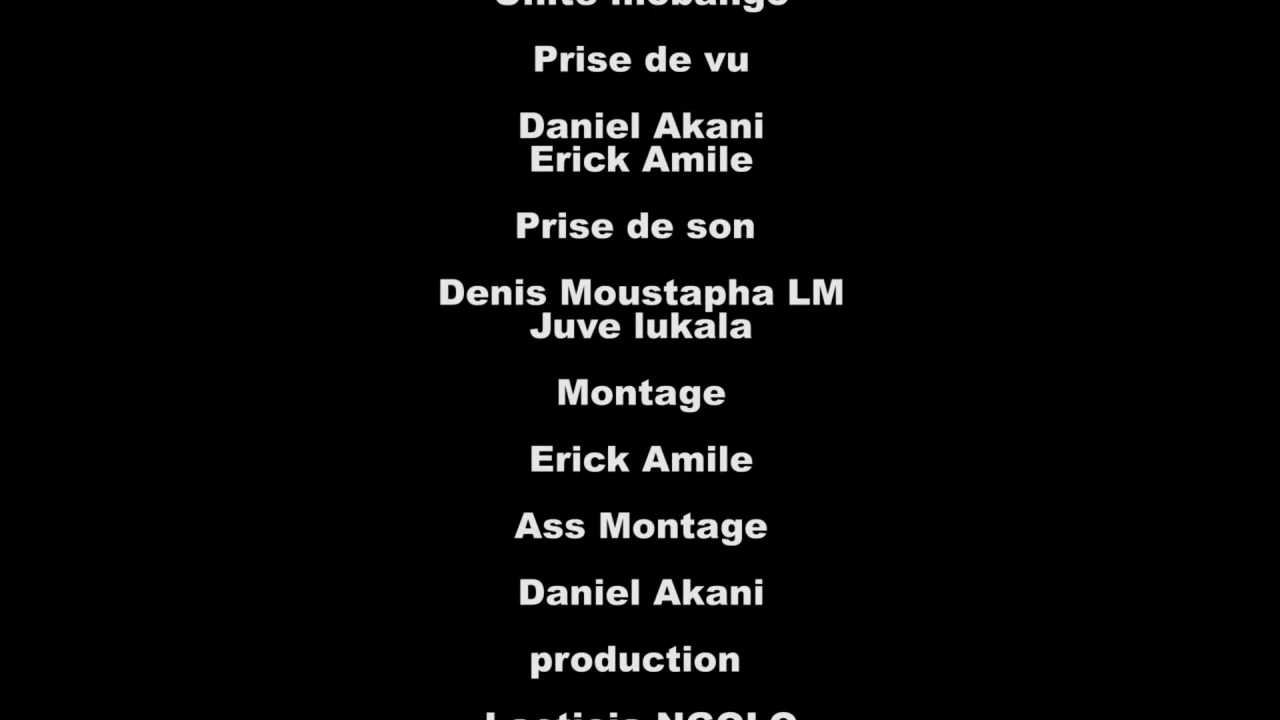 Prise de vu
Daniel Akani
Erick Amile
Prise de son
Denis Moustapha LM
Juve lukala
Montage
Erick Amile
Ass Montage
Daniel Akani
production